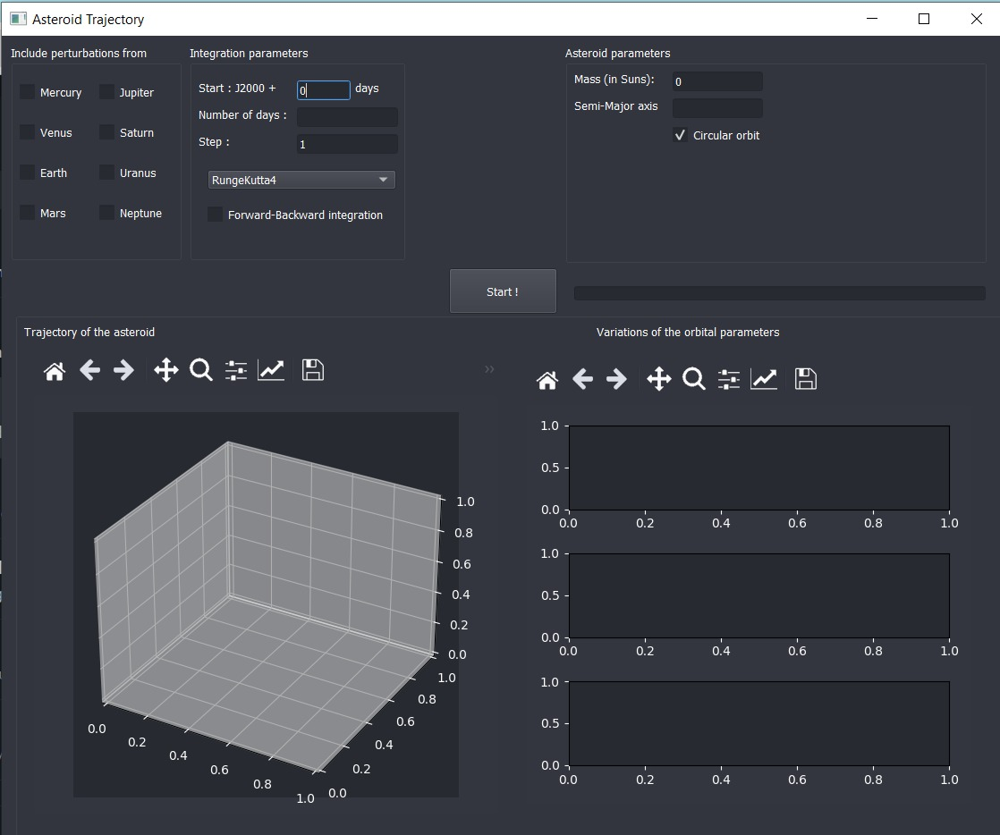 Asteroid Trajectory
Include perturbations from
Mercury
Jupiter
Venus
Saturn
Earth
Uranus
Mars
Neptune
Integration parameters
Start : J2000 + 0 days
Number of days :
Step : 1
RungeKutta4
Forward-Backward integration
Asteroid parameters
Mass (in Suns): 0
Semi-Major axis
Circular orbit
Start !
Trajectory of the asteroid
1.0
0.8
0.6
0.4
0.2
0.0
1.0
0.8
0.6
0.4
0.2
0.0
0.0
0.2
0.4
0.6
0.8
1.0
Variations of the orbital parameters
1.0
0.5
0.0
0.0 0.2 0.4 0.6 0.8 1.0
1.0
0.5
0.0
0.0 0.2 0.4 0.6 0.8 1.0
1.0
0.5
0.0
0.0 0.2 0.4 0.6 0.8 1.0